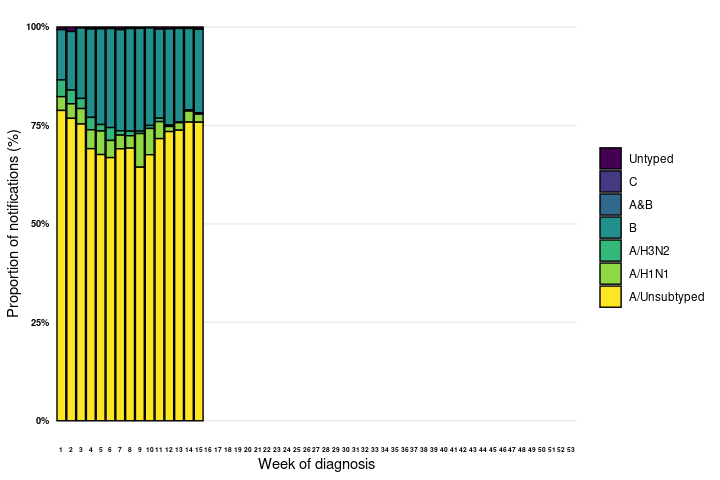 100%
75%
50%
25%
0%
Proportion of notifications (%)
1 2 3 4 5 6 7 8 9 10 11 12 13 14 15 16 17 18 19 20 21 22 23 24 25 26 27 28 29 30 31 32 33 34 35 36 37 38 39 40 41 42 43 44 45 46 47 48 49 50 51 52 53
Week of diagnosis
Untyped
C
A&B
B
A/H3N2
A/H1N1
A/Unsubtyped